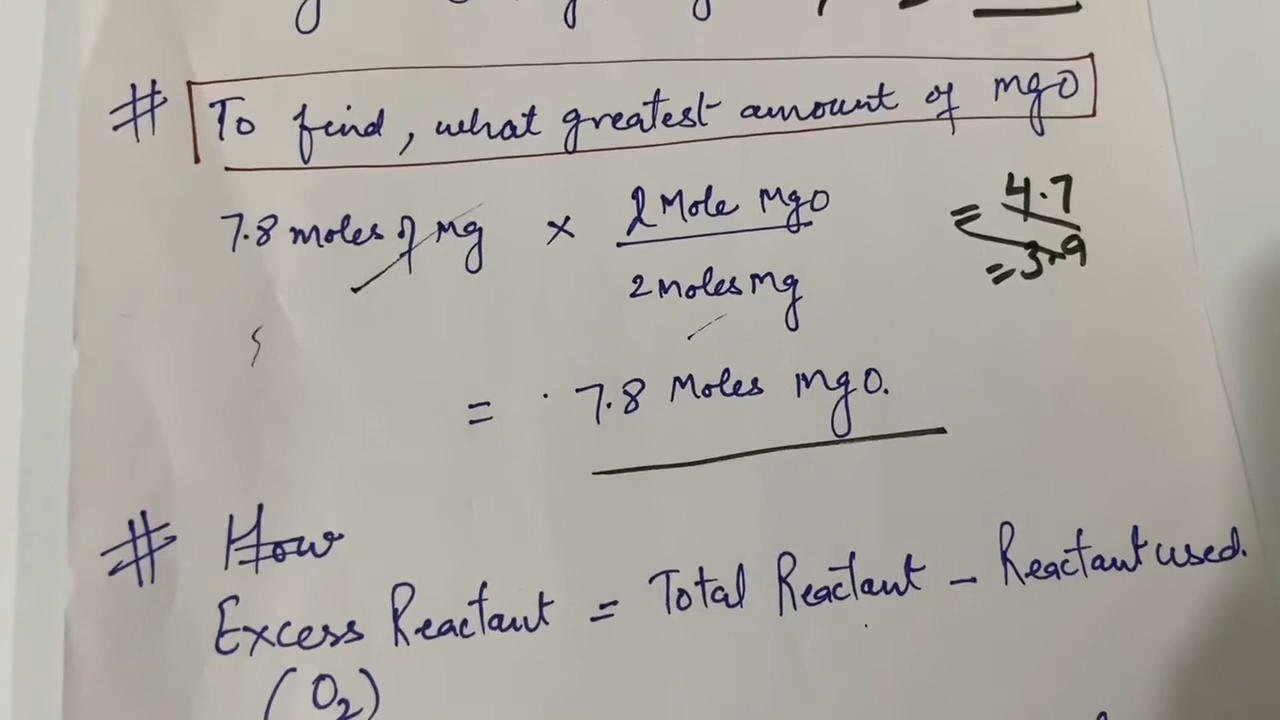 # To find, what greatest amount of MgO
7.8 moles of Mg × 2 Mole MgO = 4.7
2 moles Mg = 3.9
= 7.8 Moles MgO.
# How
Excess Reactant = Total Reactant – Reactant used.
(O2)